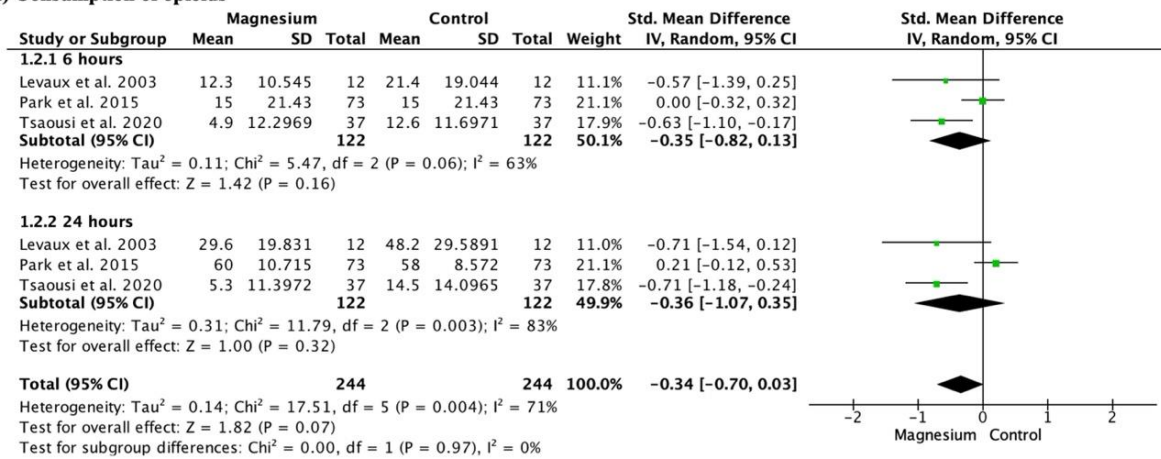 Magnesium Control Std. Mean Difference Std. Mean Difference
Study or Subgroup Mean SD Total Mean SD Total Weight IV, Random, 95% CI IV, Random, 95% CI
1.2.1 6 hours
Levaux et al. 2003 12.3 10.545 12 21.4 19.044 12 11.1% −0.57 [−1.39, 0.25]
Park et al. 2015 15 21.43 73 15 21.43 73 21.1% 0.00 [−0.32, 0.32]
Tsaousi et al. 2020 4.9 12.2969 37 12.6 11.6971 37 17.9% −0.63 [−1.10, −0.17]
Subtotal (95% CI) 122 122 50.1% −0.35 [−0.82, 0.13]
Heterogeneity: Tau² = 0.11; Chi² = 5.47, df = 2 (P = 0.06); I² = 63%
Test for overall effect: Z = 1.42 (P = 0.16)
1.2.2 24 hours
Levaux et al. 2003 29.6 19.831 12 48.2 29.5891 12 11.0% −0.71 [−1.54, 0.12]
Park et al. 2015 60 10.715 73 58 8.572 73 21.1% 0.21 [−0.12, 0.53]
Tsaousi et al. 2020 5.3 11.3972 37 14.5 14.0965 37 17.8% −0.71 [−1.18, −0.24]
Subtotal (95% CI) 122 122 49.9% −0.36 [−1.07, 0.35]
Heterogeneity: Tau² = 0.31; Chi² = 11.79, df = 2 (P = 0.003); I² = 83%
Test for overall effect: Z = 1.00 (P = 0.32)
Total (95% CI) 244 244 100.0% −0.34 [−0.70, 0.03]
Heterogeneity: Tau² = 0.14; Chi² = 17.51, df = 5 (P = 0.004); I² = 71%
−2 −1 0 1 2
Test for overall effect: Z = 1.82 (P = 0.07)
Magnesium Control
Test for subgroup differences: Chi² = 0.00, df = 1 (P = 0.97), I² = 0%